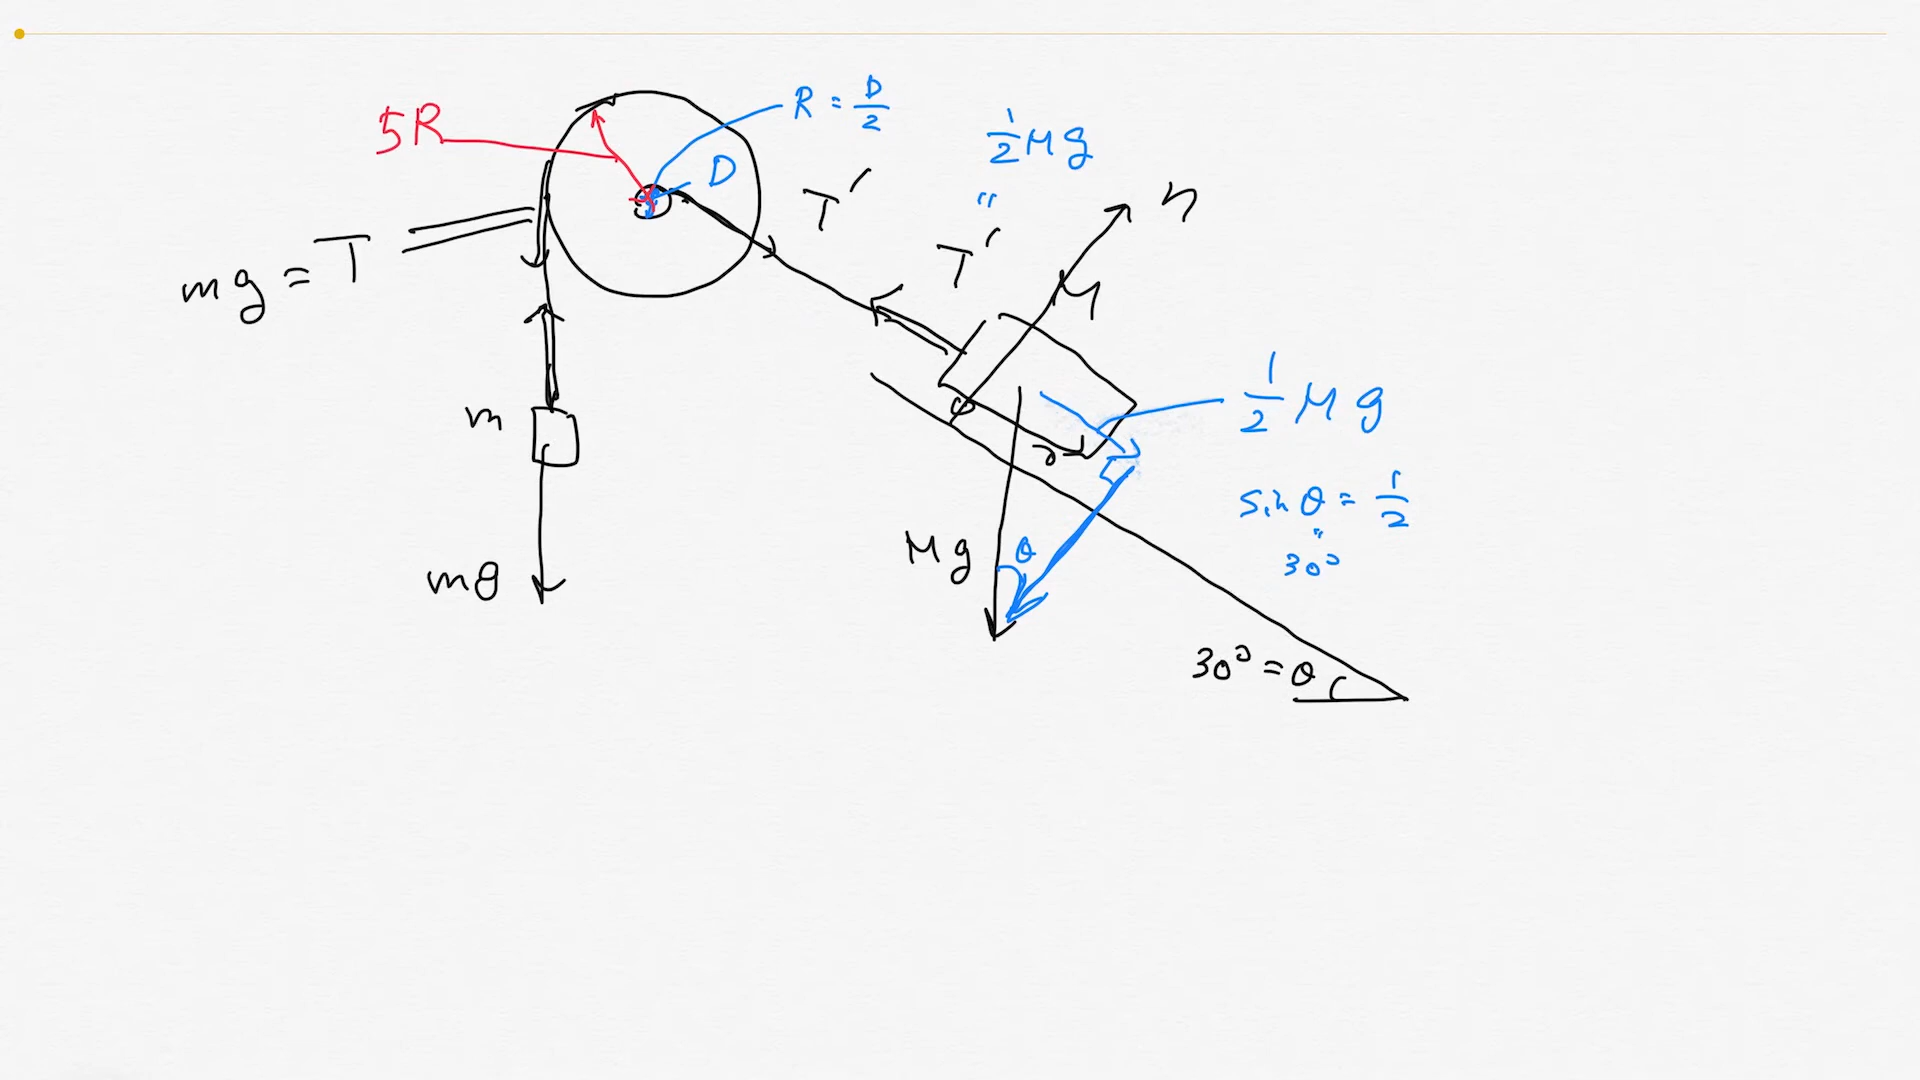 5R
R = D/2
D
T'
1/2 Mg
"
T'
n
M
mg = T
m
mg
1/2 Mg
sin θ = 1/2
"
30°
Mg
θ
30° = θ